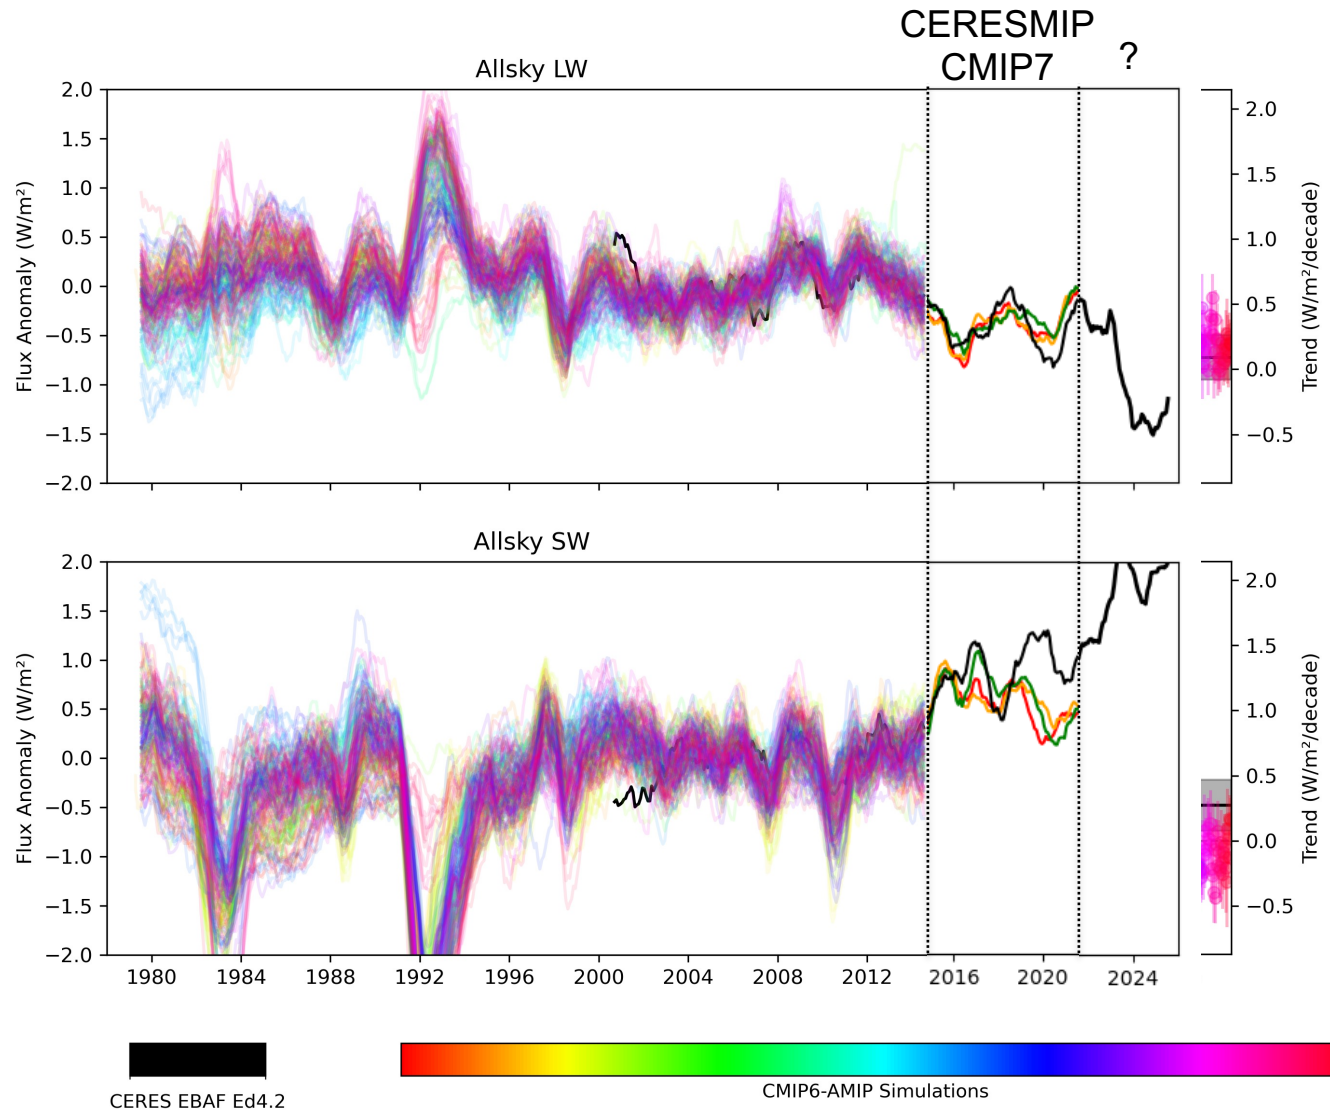 CERESMIP
CMIP7 ?
Allsky LW
2.0
1.5
1.0
0.5
0.0
−0.5
−1.0
−1.5
−2.0
Flux Anomaly (W/m²)
2.0
1.5
1.0
0.5
0.0
−0.5
Trend (W/m²/decade)
Allsky SW
2.0
1.5
1.0
0.5
0.0
−0.5
−1.0
−1.5
−2.0
Flux Anomaly (W/m²)
2.0
1.5
1.0
0.5
0.0
−0.5
Trend (W/m²/decade)
1980 1984 1988 1992 1996 2000 2004 2008 2012 2016 2020 2024
CERES EBAF Ed4.2
CMIP6-AMIP Simulations